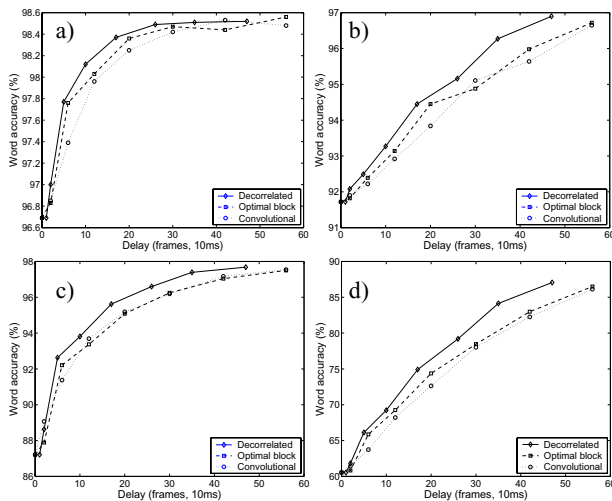 a)
98.6
98.4
98.2
98
97.8
97.6
97.4
97.2
97
96.8
96.6
Word accuracy (%)
0 10 20 30 40 50 60
Delay (frames, 10ms)
Decorrelated
Optimal block
Convolutional
b)
97
96
95
94
93
92
91
Word accuracy (%)
0 10 20 30 40 50 60
Delay (frames, 10ms)
Decorrelated
Optimal block
Convolutional
c)
98
96
94
92
90
88
86
Word accuracy (%)
0 10 20 30 40 50 60
Delay (frames, 10ms)
Decorrelated
Optimal block
Convolutional
d)
90
85
80
75
70
65
60
Word accuracy (%)
0 10 20 30 40 50 60
Delay (frames, 10ms)
Decorrelated
Optimal block
Convolutional